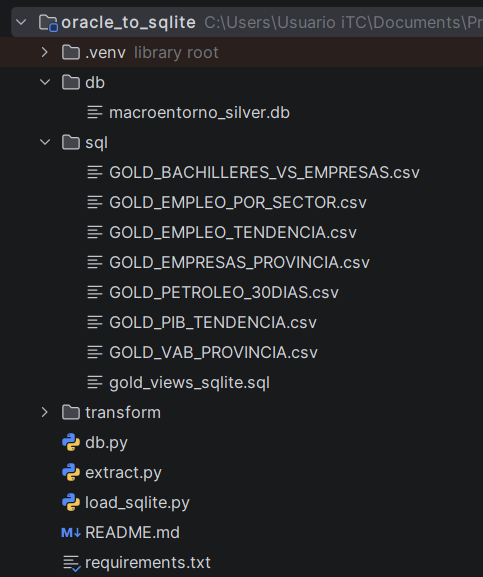 oracle_to_sqlite C:\Users\Usuario iTC\Documents\Pr
.venv library root
db
macroentorno_silver.db
sql
GOLD_BACHILLERES_VS_EMPRESAS.csv
GOLD_EMPLEO_POR_SECTOR.csv
GOLD_EMPLEO_TENDENCIA.csv
GOLD_EMPRESAS_PROVINCIA.csv
GOLD_PETROLEO_30DIAS.csv
GOLD_PIB_TENDENCIA.csv
GOLD_VAB_PROVINCIA.csv
gold_views_sqlite.sql
transform
db.py
extract.py
load_sqlite.py
M↓ README.md
requirements.txt